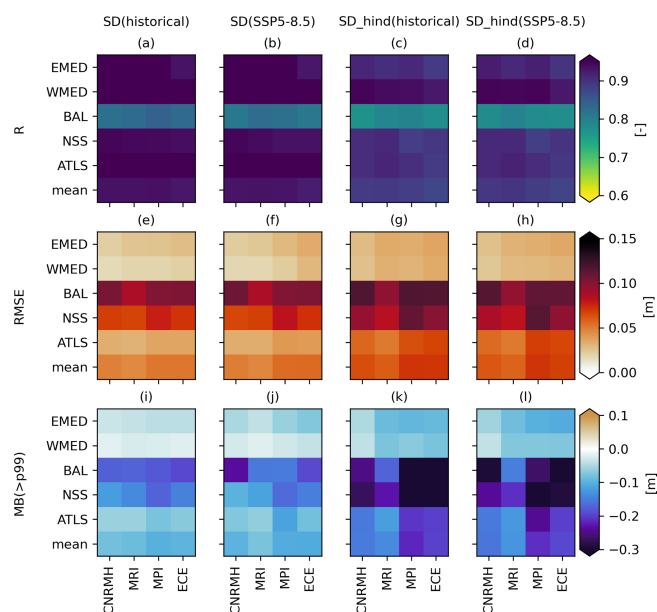 SD(historical) SD(SSP5-8.5) SD_hind(historical) SD_hind(SSP5-8.5)
(a) (b) (c) (d)
R
EMED
WMED
BAL
NSS
ATLS
mean
0.9
0.8
0.7
0.6
[-]
(e) (f) (g) (h)
RMSE
EMED
WMED
BAL
NSS
ATLS
mean
0.15
0.10
0.05
0.00
[m]
(i) (j) (k) (l)
MB(>p99)
EMED
WMED
BAL
NSS
ATLS
mean
0.1
0.0
−0.1
−0.2
−0.3
[m]
CNRMH MRI MPI ECE CNRMH MRI MPI ECE CNRMH MRI MPI ECE CNRMH MRI MPI ECE